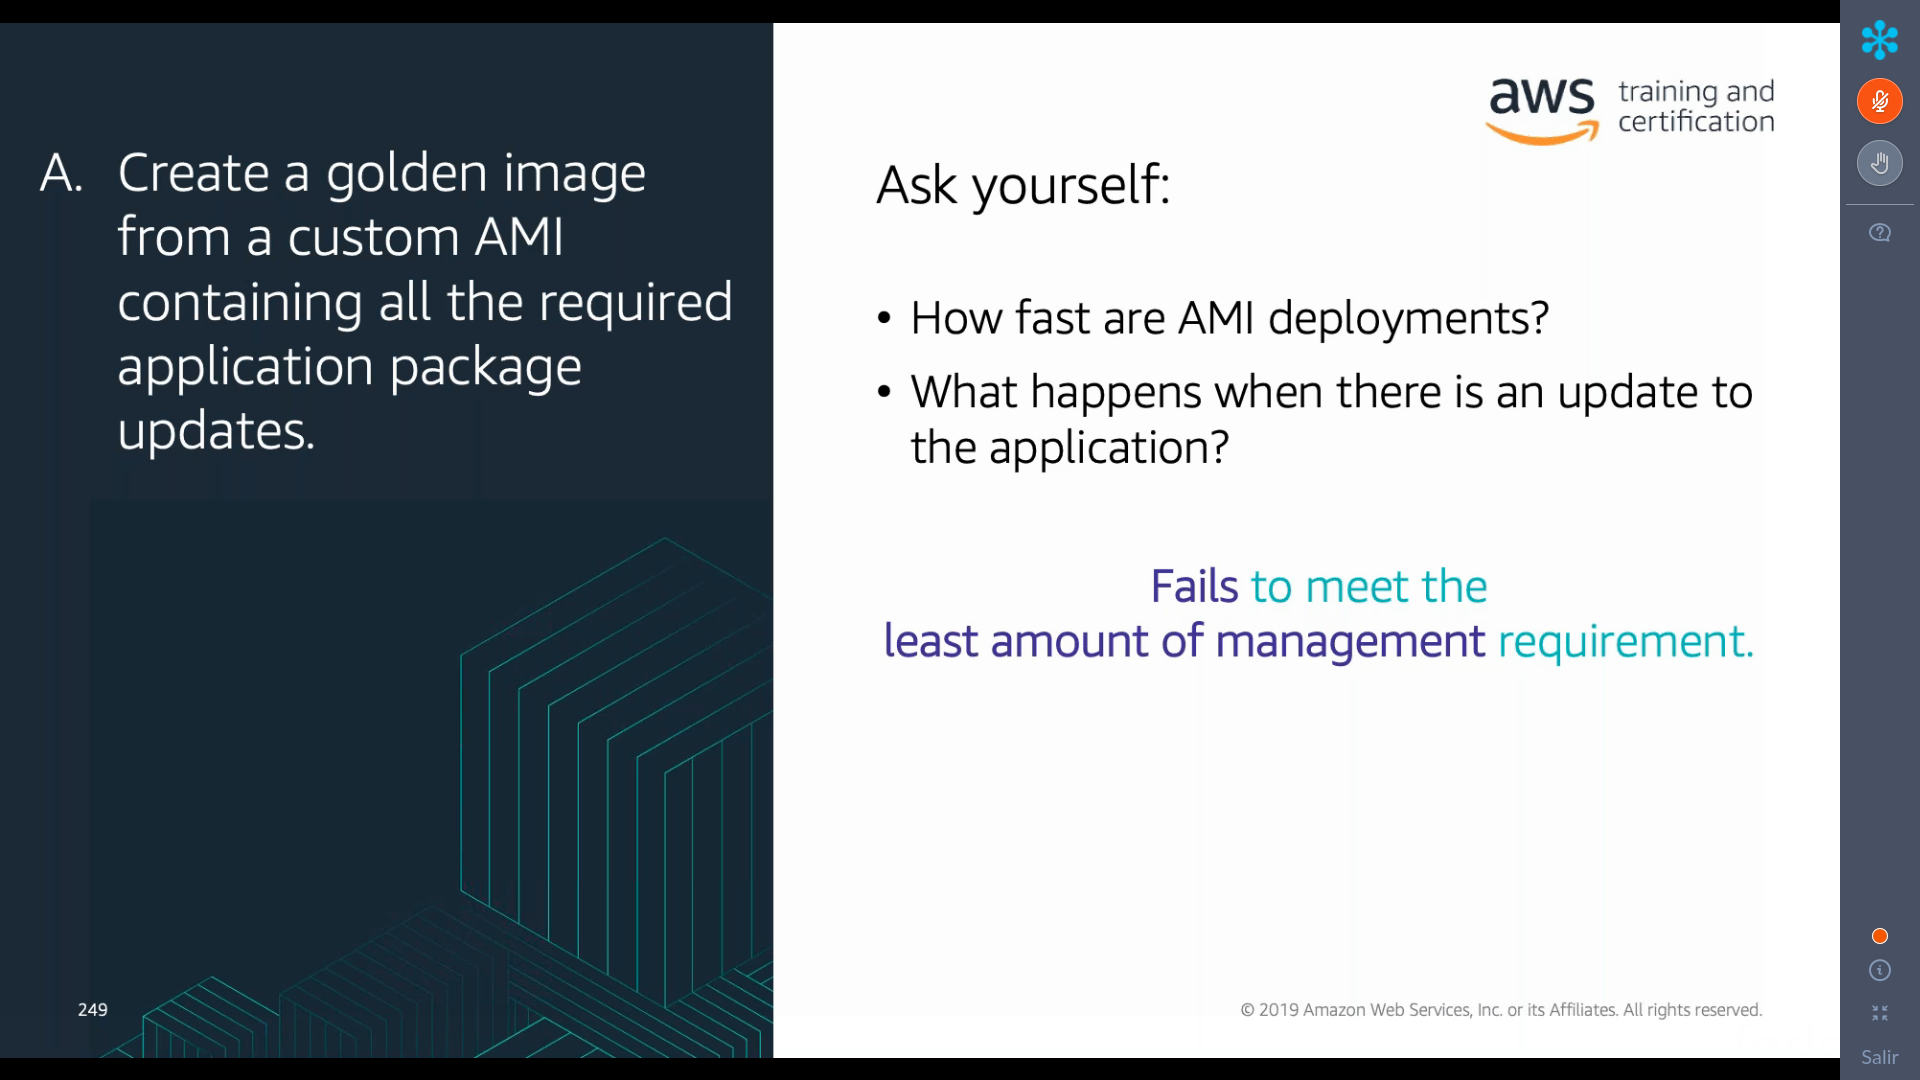 A. Create a golden image
from a custom AMI
containing all the required
application package
updates.
249
aws training and
certification
Ask yourself:
• How fast are AMI deployments?
• What happens when there is an update to
the application?
Fails to meet the
least amount of management requirement.
© 2019 Amazon Web Services, Inc. or its Affiliates. All rights reserved.
Salir